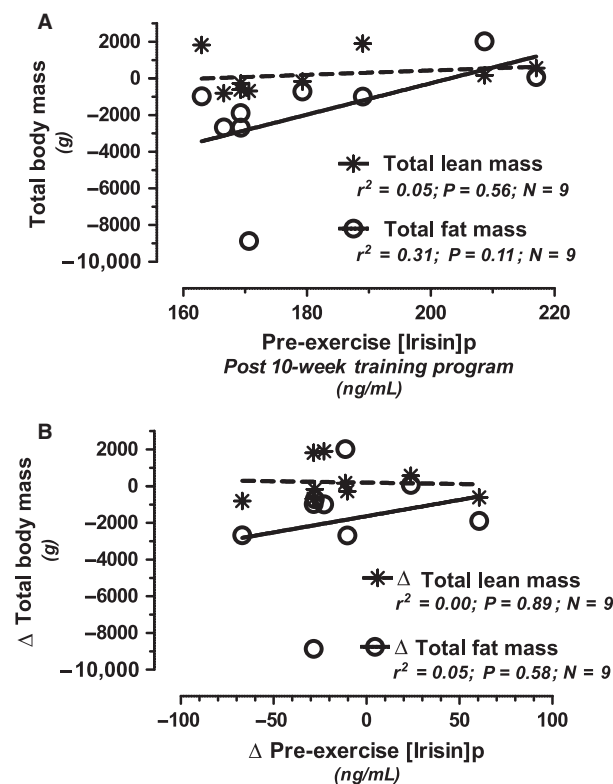 A
Total body mass
(g)
2000
0
−2000
−4000
−6000
−8000
−10,000
Total lean mass
r² = 0.05; P = 0.56; N = 9
Total fat mass
r² = 0.31; P = 0.11; N = 9
160 180 200 220
Pre-exercise [Irisin]p
Post 10-week training program
(ng/mL)
B
Δ Total body mass
(g)
2000
0
−2000
−4000
−6000
−8000
−10,000
Δ Total lean mass
r² = 0.00; P = 0.89; N = 9
Δ Total fat mass
r² = 0.05; P = 0.58; N = 9
−100 −50 0 50 100
Δ Pre-exercise [Irisin]p
(ng/mL)